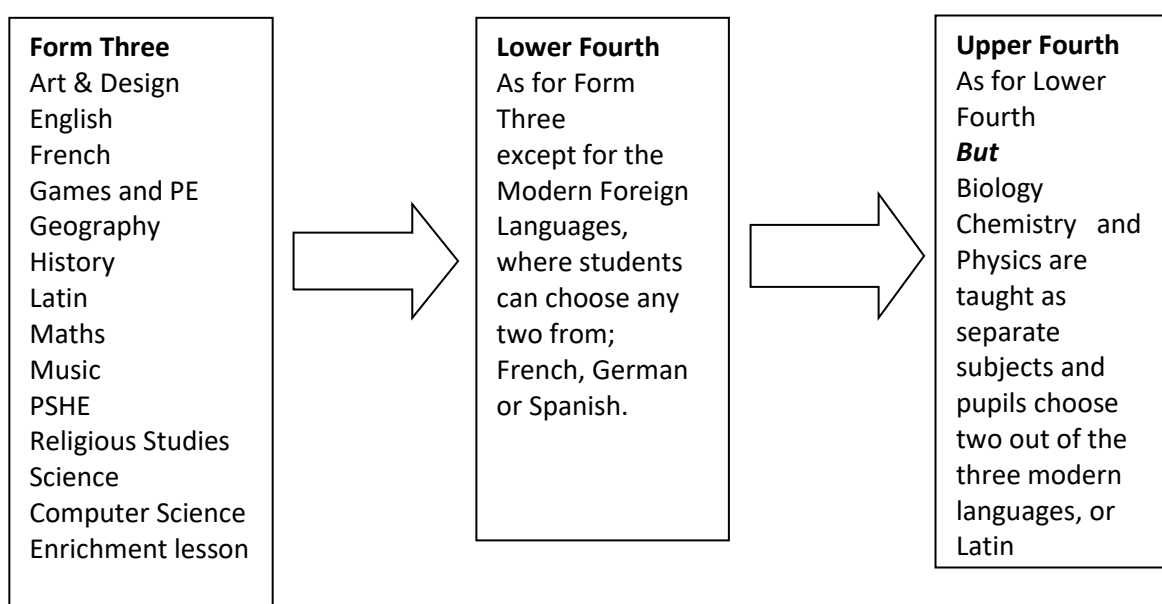 Form Three
Art & Design
English
French
Games and PE
Geography
History
Latin
Maths
Music
PSHE
Religious Studies
Science
Computer Science
Enrichment lesson
Lower Fourth
As for Form
Three
except for the
Modern Foreign
Languages,
where students
can choose any
two from;
French, German
or Spanish.
Upper Fourth
As for Lower
Fourth
But
Biology
Chemistry and
Physics are
taught as
separate
subjects and
pupils choose
two out of the
three modern
languages, or
Latin